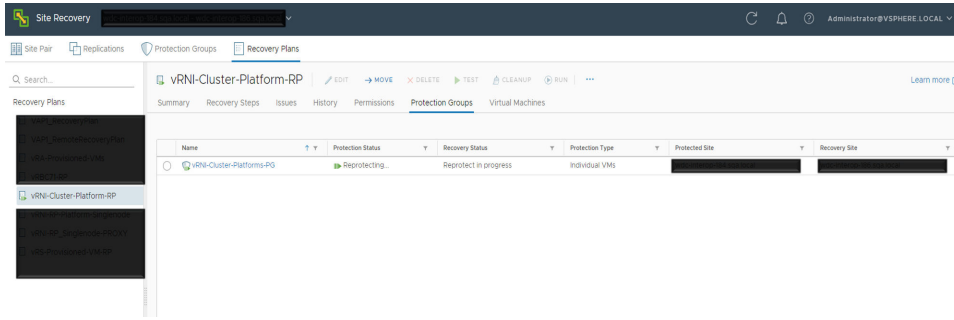 Site Recovery
Administrator@VSPHERE.LOCAL
Site Pair Replications Protection Groups Recovery Plans
Search...
Recovery Plans
vRNI-Cluster-Platform-RP
vRNI-Cluster-Platform-RP EDIT MOVE DELETE TEST CLEANUP RUN ... Learn more
Summary Recovery Steps Issues History Permissions Protection Groups Virtual Machines
Name Protection Status Recovery Status Protection Type Protected Site Recovery Site
vRNI-Cluster-Platforms-PG Reprotecting... Reprotect in progress Individual VMs